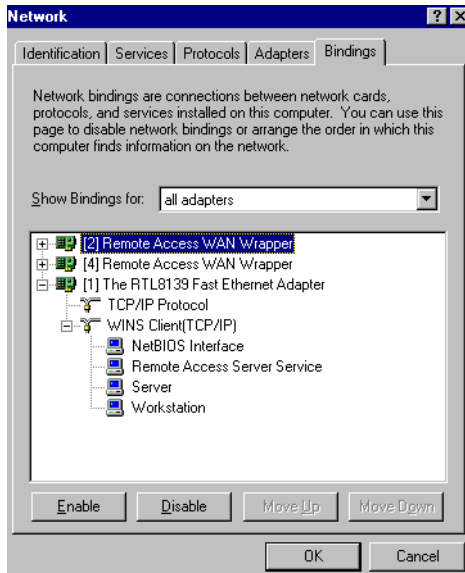 Network
Identification Services Protocols Adapters Bindings
Network bindings are connections between network cards,
protocols, and services installed on this computer. You can use this
page to disable network bindings or arrange the order in which this
computer finds information on the network.
Show Bindings for: all adapters
[2] Remote Access WAN Wrapper
[4] Remote Access WAN Wrapper
[1] The RTL8139 Fast Ethernet Adapter
TCP/IP Protocol
WINS Client(TCP/IP)
NetBIOS Interface
Remote Access Server Service
Server
Workstation
Enable Disable Move Up Move Down
OK Cancel